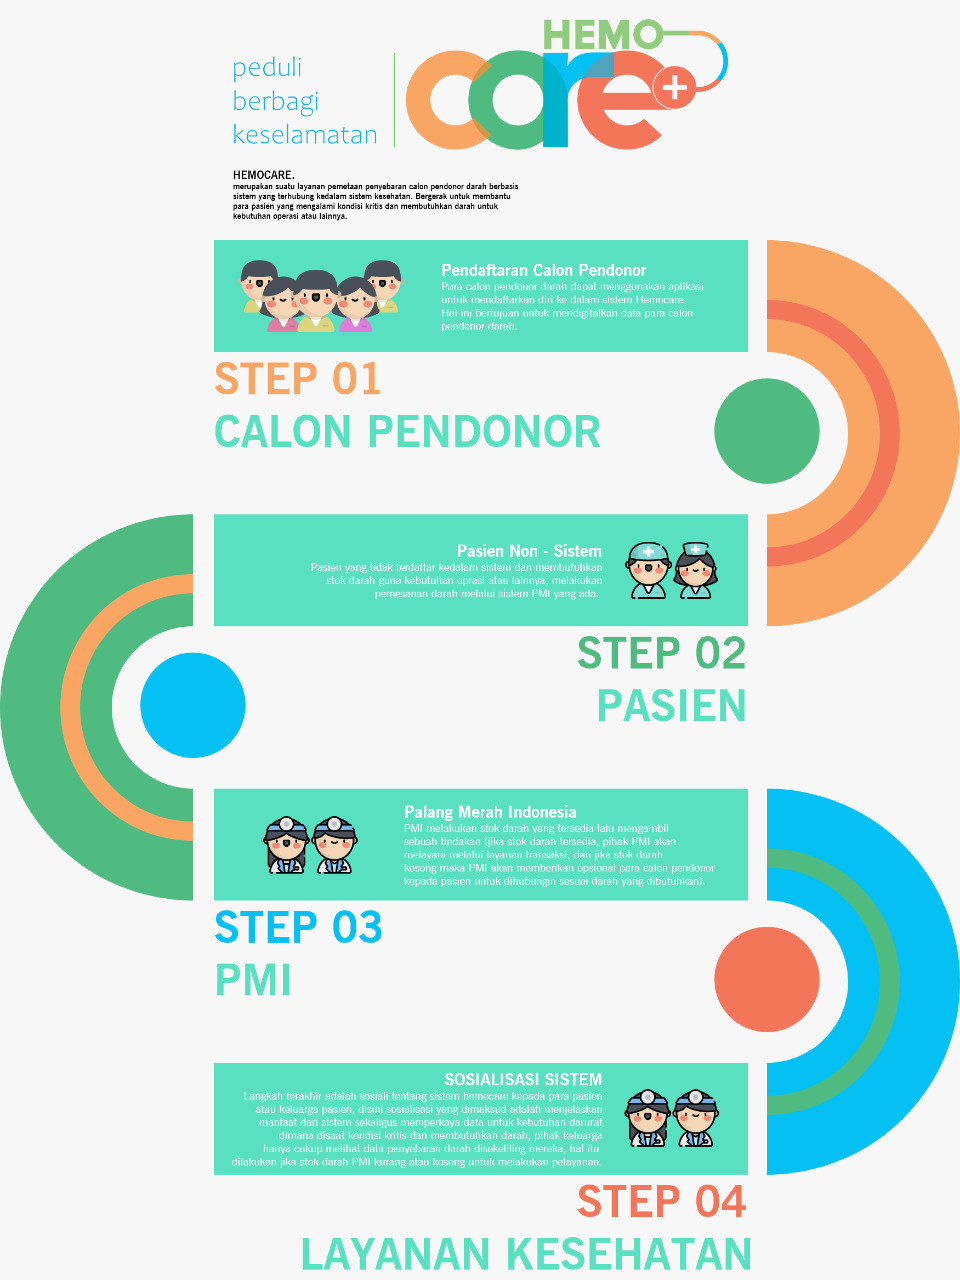 HEMO
care
peduli
berbagi
keselamatan
HEMOCARE.
merupakan suatu layanan pemetaan penyebaran calon pendonor darah berbasis
sistem yang terhubung kedalam sistem kesehatan. Bergerak untuk membantu
para pasien yang mengalami kondisi kritis dan membutuhkan darah untuk
kebutuhan operasi atau lainnya.
Pendaftaran Calon Pendonor
Para calon pendonor darah dapat menggunakan aplikasi
untuk mendaftarkan diri ke dalam sistem Hemocare.
Hal ini bertujuan untuk mendigitalkan data para calon
pendonor darah.
STEP 01
CALON PENDONOR
Pasien Non - Sistem
Pasien yang tidak terdaftar kedalam sistem dan membutuhkan
stok darah guna kebutuhan oprasi atau lainnya, melakukan
pemesanan darah melalui sistem PMI yang ada.
STEP 02
PASIEN
Palang Merah Indonesia
PMI melakukan stok darah yang tersedia lalu mengambil
sebuah tindakan (jika stok darah tersedia, pihak PMI akan
melayani melalui layanan transaksi, dan jika stok darah
kosong maka PMI akan memberikan opsional para calon pendonor
kepada pasien untuk dihubungin sesuai darah yang dibutuhkan).
STEP 03
PMI
SOSIALISASI SISTEM
Langkah terakhir adalah sosiali tentang sistem hemocare kepada para pasien
atau keluarga pasien, disini sosialisasi yang dimaksud adalah menjelaskan
manfaat dari sistem sekaligus memperkaya data untuk kebutuhan darurat
dimana disaat kondisi kritis dan membutuhkan darah, pihak keluarga
hanya cukup melihat data penyebaran darah disekeliling mereka, hal itu
dilakukan jika stok darah PMI kurang atau kosong untuk melakukan pelayanan.
STEP 04
LAYANAN KESEHATAN